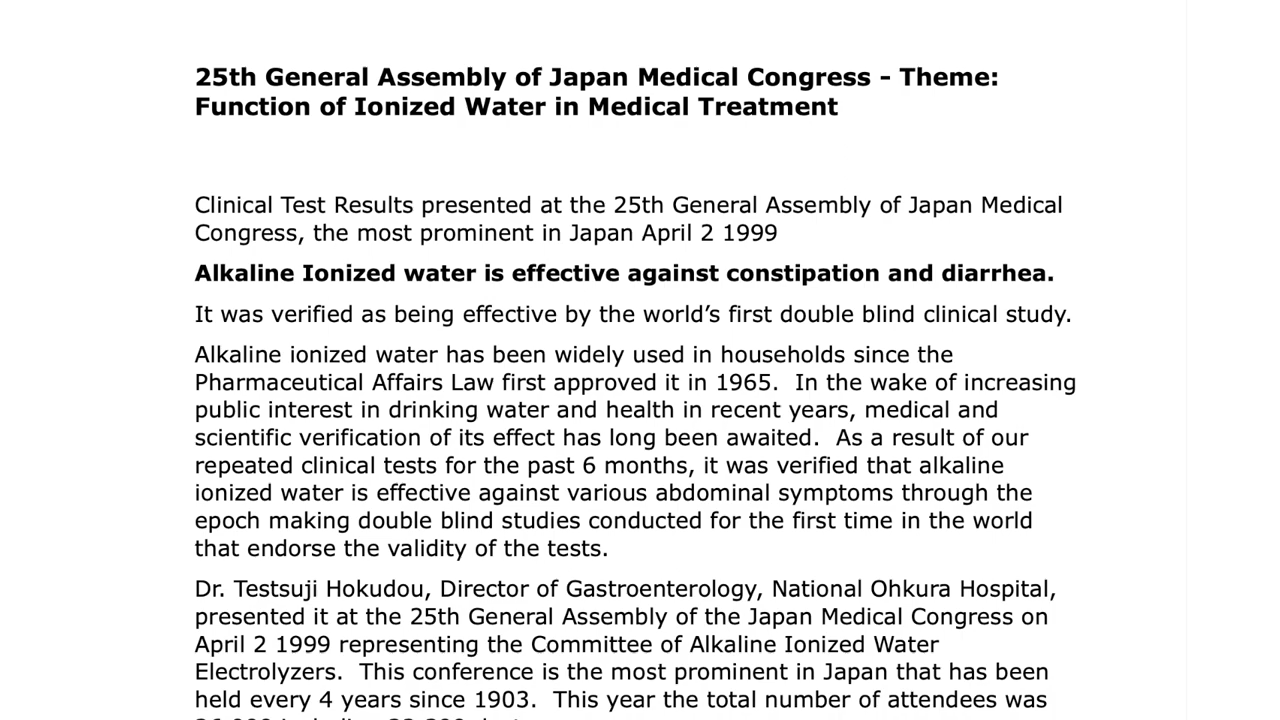 25th General Assembly of Japan Medical Congress - Theme:
Function of Ionized Water in Medical Treatment
Clinical Test Results presented at the 25th General Assembly of Japan Medical
Congress, the most prominent in Japan April 2 1999
Alkaline Ionized water is effective against constipation and diarrhea.
It was verified as being effective by the world’s first double blind clinical study.
Alkaline ionized water has been widely used in households since the
Pharmaceutical Affairs Law first approved it in 1965.  In the wake of increasing
public interest in drinking water and health in recent years, medical and
scientific verification of its effect has long been awaited.  As a result of our
repeated clinical tests for the past 6 months, it was verified that alkaline
ionized water is effective against various abdominal symptoms through the
epoch making double blind studies conducted for the first time in the world
that endorse the validity of the tests.
Dr. Testsuji Hokudou, Director of Gastroenterology, National Ohkura Hospital,
presented it at the 25th General Assembly of the Japan Medical Congress on
April 2 1999 representing the Committee of Alkaline Ionized Water
Electrolyzers.  This conference is the most prominent in Japan that has been
held every 4 years since 1903.  This year the total number of attendees was